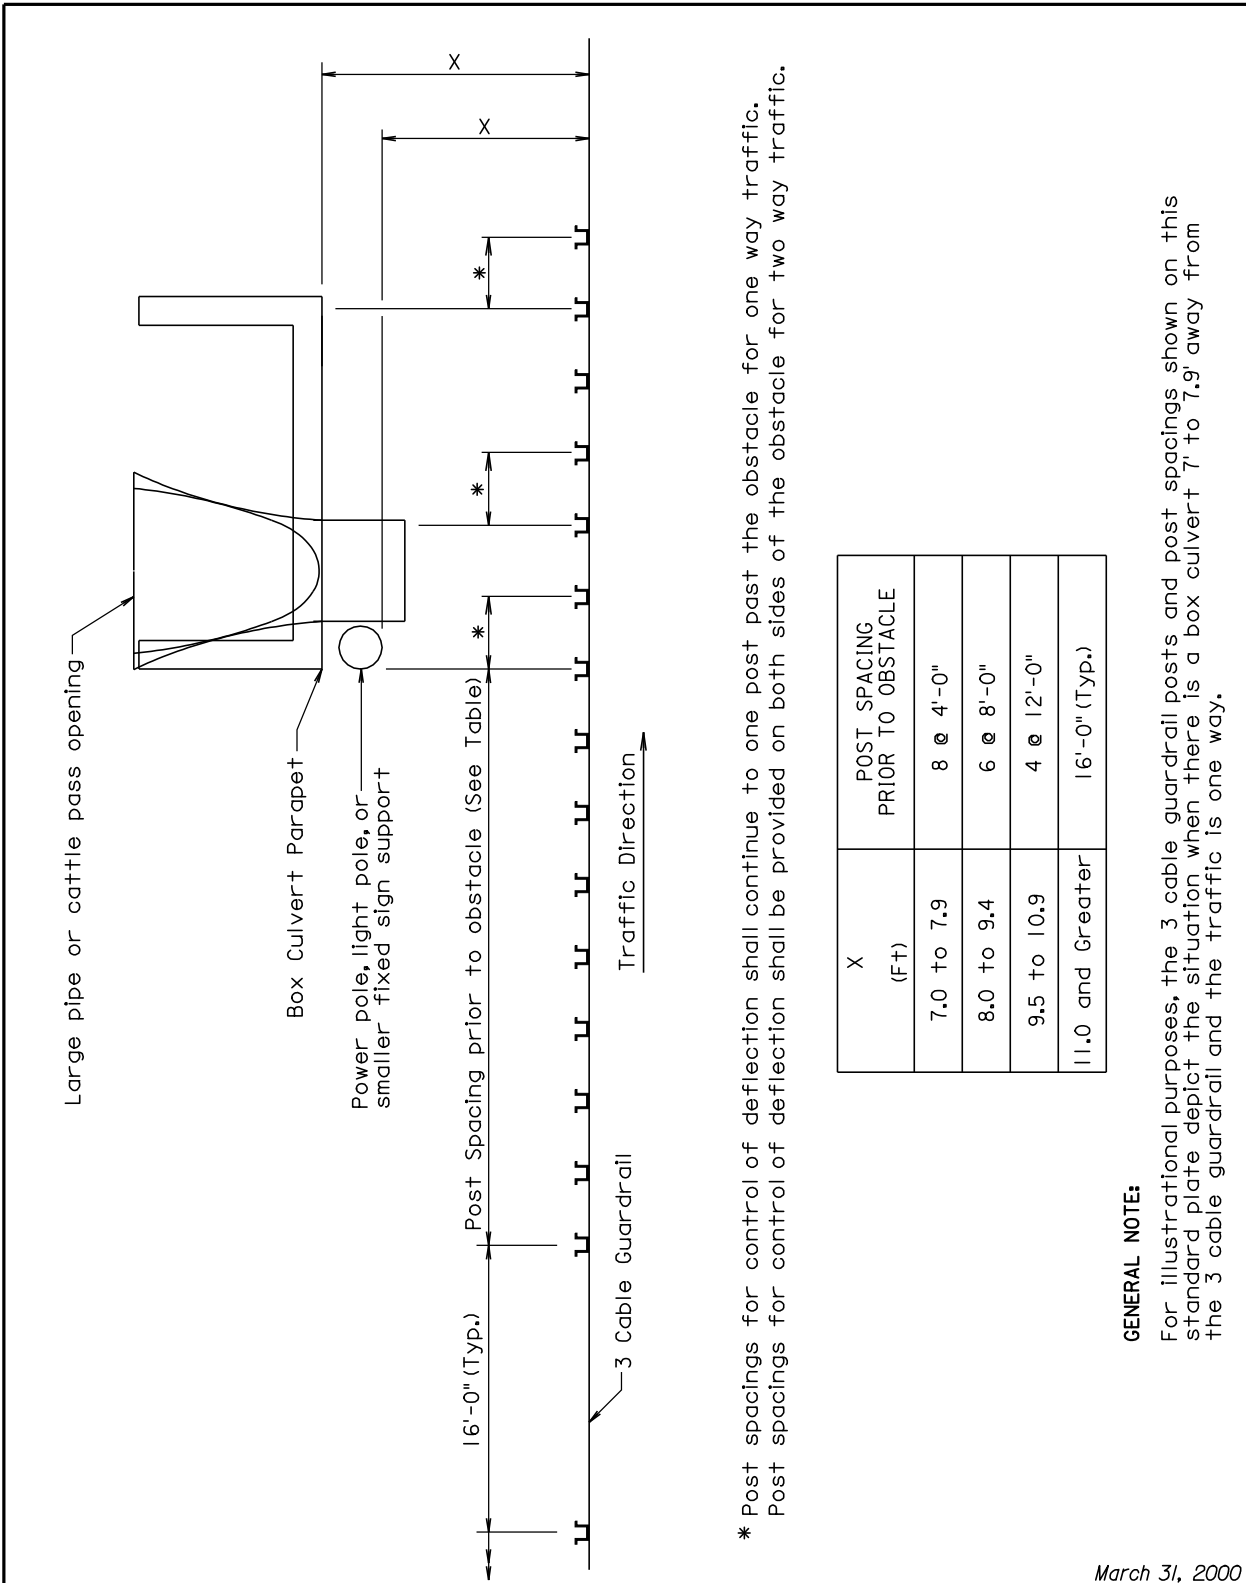 Large pipe or cattle pass opening
Box Culvert Parapet
Power pole, light pole, or
smaller fixed sign support
X
X
*
*
*
16'-0" (Typ.)
Post Spacing prior to obstacle (See Table)
3 Cable Guardrail
Traffic Direction
* Post spacings for control of deflection shall continue to one post past the obstacle for one way traffic.
Post spacings for control of deflection shall be provided on both sides of the obstacle for two way traffic.
X
(Ft)
POST SPACING
PRIOR TO OBSTACLE
7.0 to 7.9
8 @ 4'-0"
8.0 to 9.4
6 @ 8'-0"
9.5 to 10.9
4 @ 12'-0"
11.0 and Greater
16'-0" (Typ.)
GENERAL NOTE:
For illustrational purposes, the 3 cable guardrail posts and post spacings shown on this
standard plate depict the situation when there is a box culvert 7' to 7.9' away from
the 3 cable guardrail and the traffic is one way.
March 31, 2000